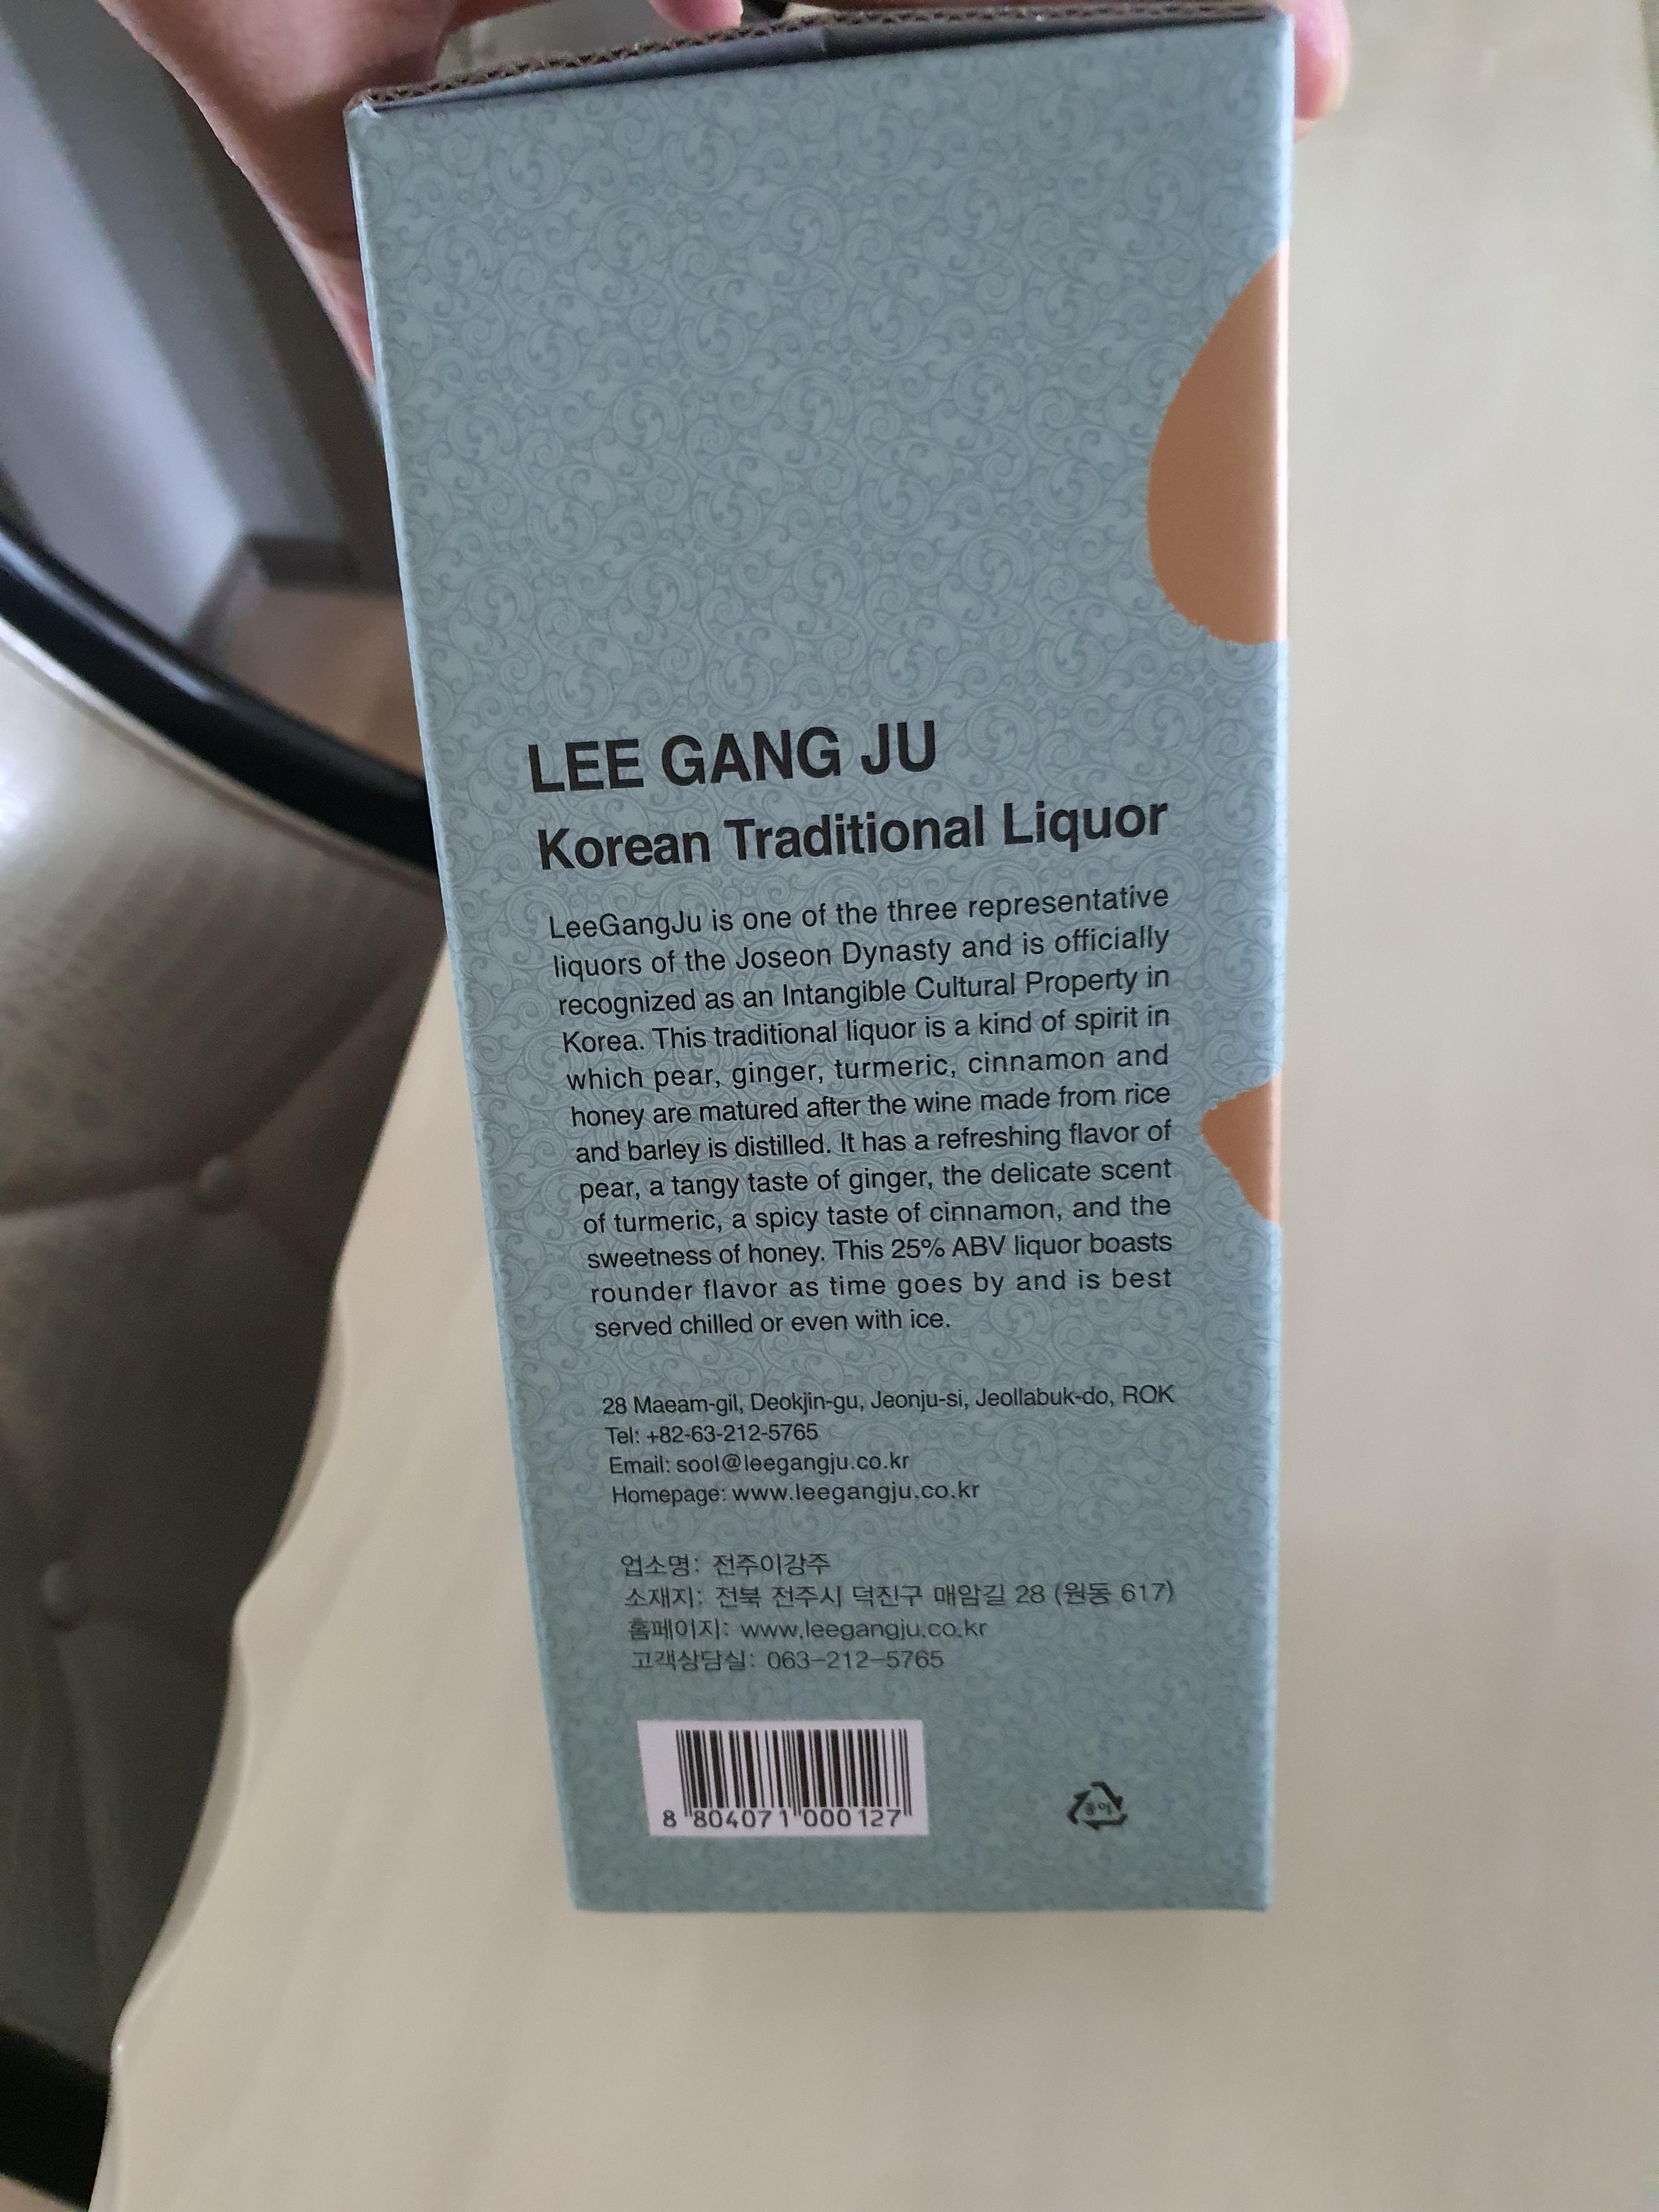 LEE GANG JU
Korean Traditional Liquor
LeeGangJu is one of the three representative
liquors of the Joseon Dynasty and is officially
recognized as an Intangible Cultural Property in
Korea. This traditional liquor is a kind of spirit in
which pear, ginger, turmeric, cinnamon and
honey are matured after the wine made from rice
and barley is distilled. It has a refreshing flavor of
pear, a tangy taste of ginger, the delicate scent
of turmeric, a spicy taste of cinnamon, and the
sweetness of honey. This 25% ABV liquor boasts
rounder flavor as time goes by and is best
served chilled or even with ice.
28 Maeam-gil, Deokjin-gu, Jeonju-si, Jeollabuk-do, ROK
Tel: +82-63-212-5765
Email: sool@leegangju.co.kr
Homepage: www.leegangju.co.kr
업소명: 전주이강주
소재지: 전북 전주시 덕진구 매암길 28 (원동 617)
홈페이지: www.leegangju.co.kr
고객상담실: 063-212-5765
8 804071 000127
종이